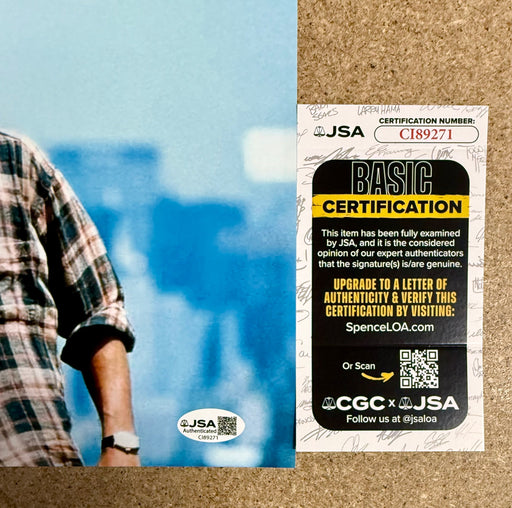 LARRY HAMA
JSA
CERTIFICATION NUMBER:
CI89271
BASIC
CERTIFICATION
This item has been fully examined
by JSA, and it is the considered
opinion of our expert authenticators
that the signature(s) is/are genuine.
UPGRADE TO A LETTER OF
AUTHENTICITY & VERIFY THIS
CERTIFICATION BY VISITING:
SpenceLOA.com
Or Scan
CGC x JSA
Follow us at @jsaloa
JSA
Authenticated
CI89271